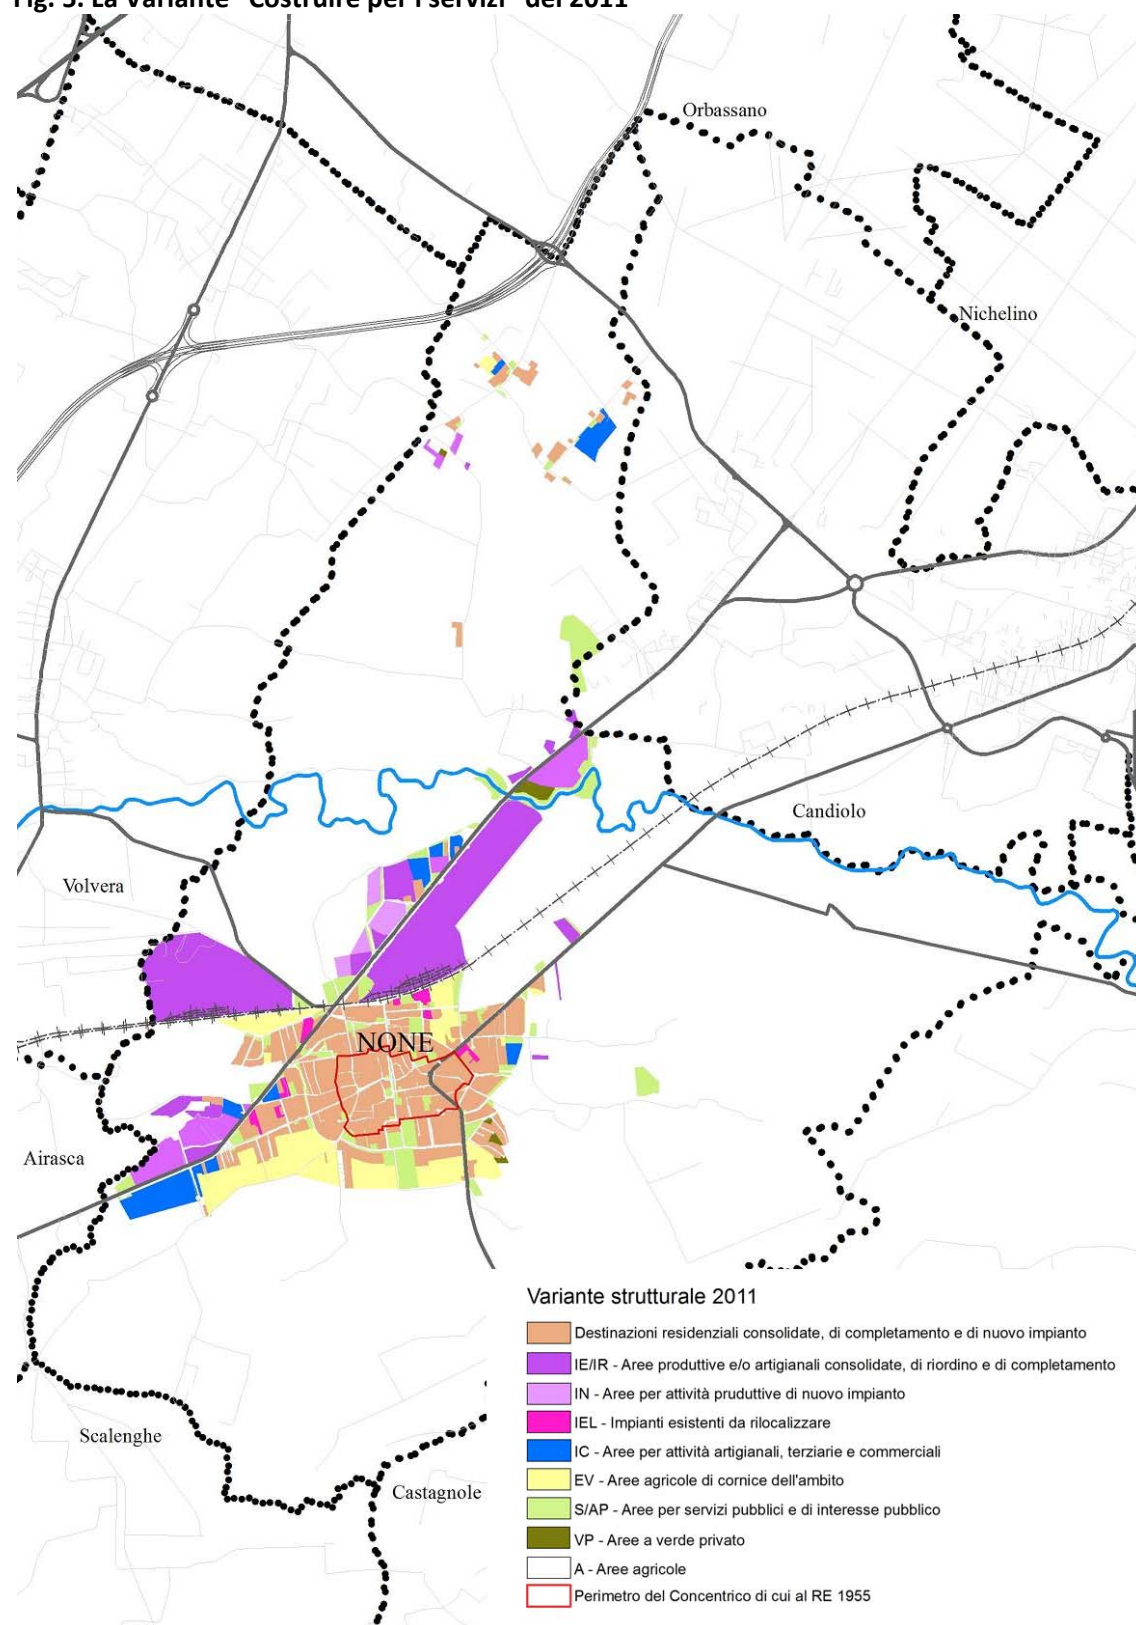 Fig. 5. La variante "Costruire per i servizi" del 2011
Orbassano
Nichelino
Candiolo
Volvera
NONE
Airasca
Scalenghe
Castagnole
Variante strutturale 2011
Destinazioni residenziali consolidate, di completamento e di nuovo impianto
IE/IR - Aree produttive e/o artigianali consolidate, di riordino e di completamento
IN - Aree per attività pruduttive di nuovo impianto
IEL - Impianti esistenti da rilocalizzare
IC - Aree per attività artigianali, terziarie e commerciali
EV - Aree agricole di cornice dell'ambito
S/AP - Aree per servizi pubblici e di interesse pubblico
VP - Aree a verde privato
A - Aree agricole
Perimetro del Concentrico di cui al RE 1955